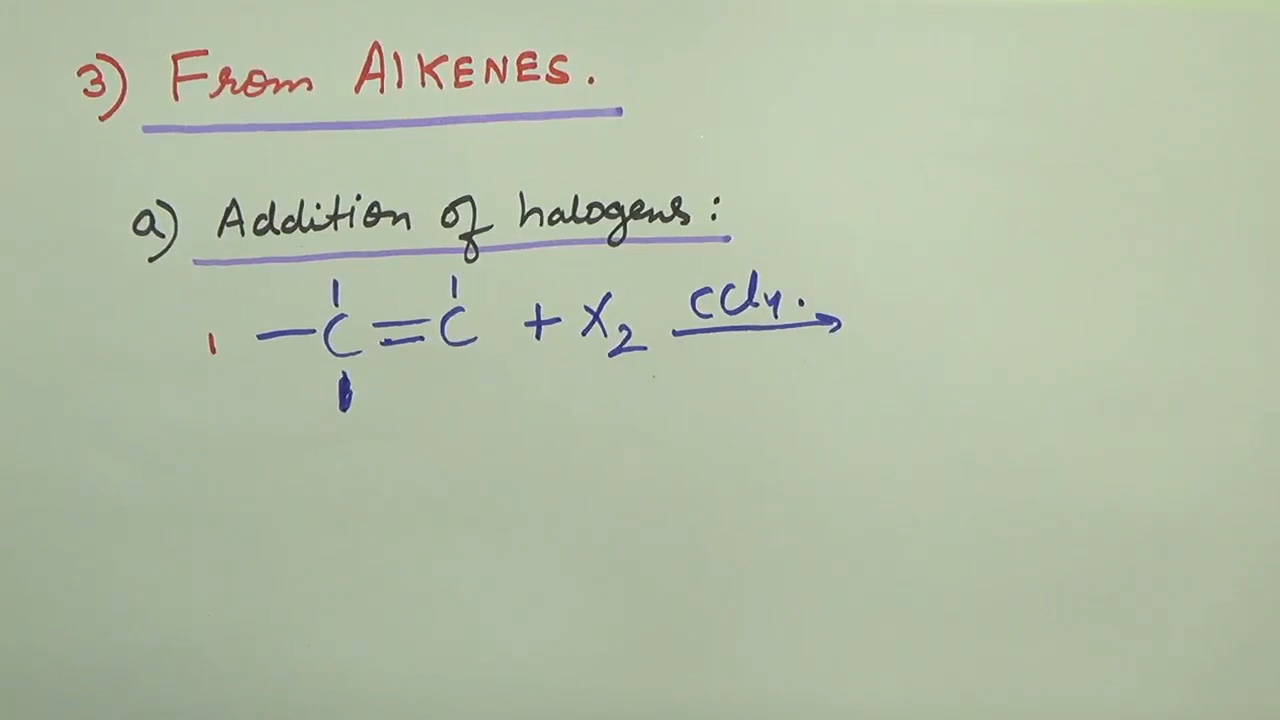 3) From AlKENES.
a) Addition of halogens:
-C=C + X2 CCl4.